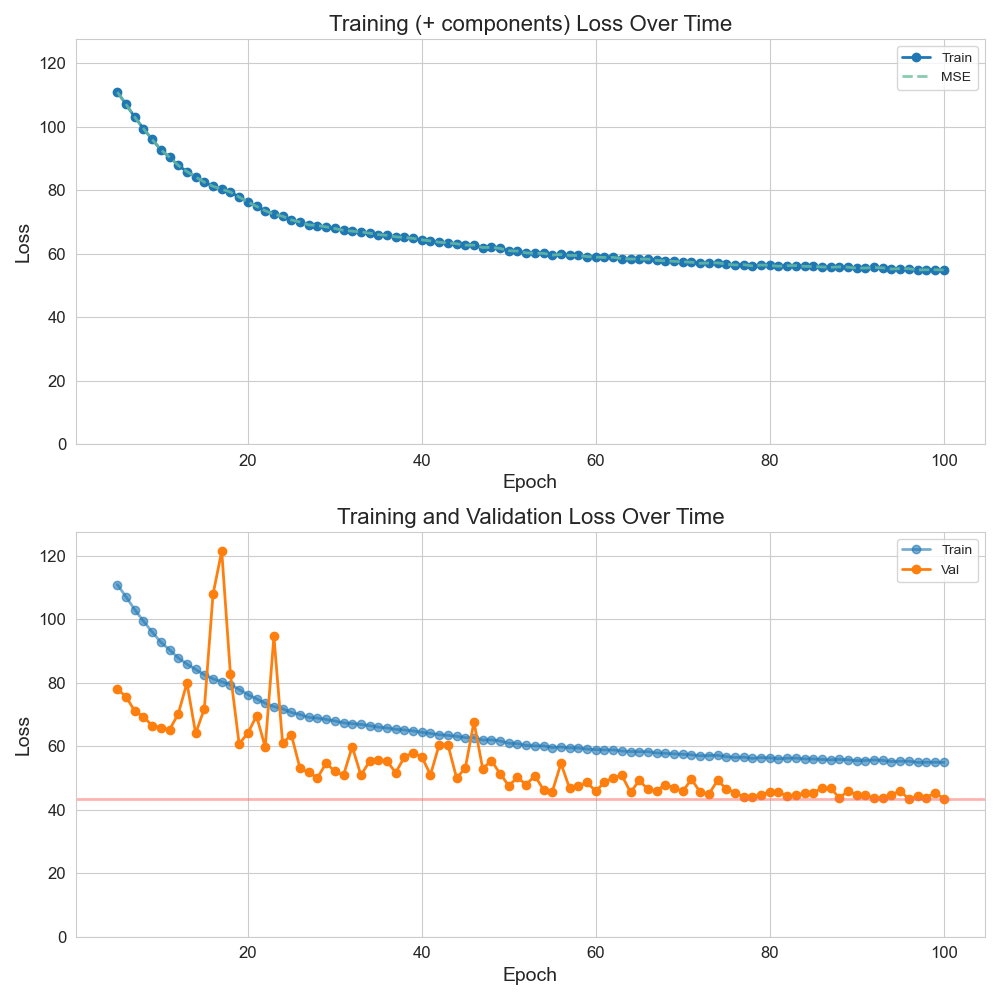 Training (+ components) Loss Over Time
Train
MSE
120
100
80
60
40
20
0
Loss
20 40 60 80 100
Epoch
Training and Validation Loss Over Time
Train
Val
120
100
80
60
40
20
0
Loss
20 40 60 80 100
Epoch